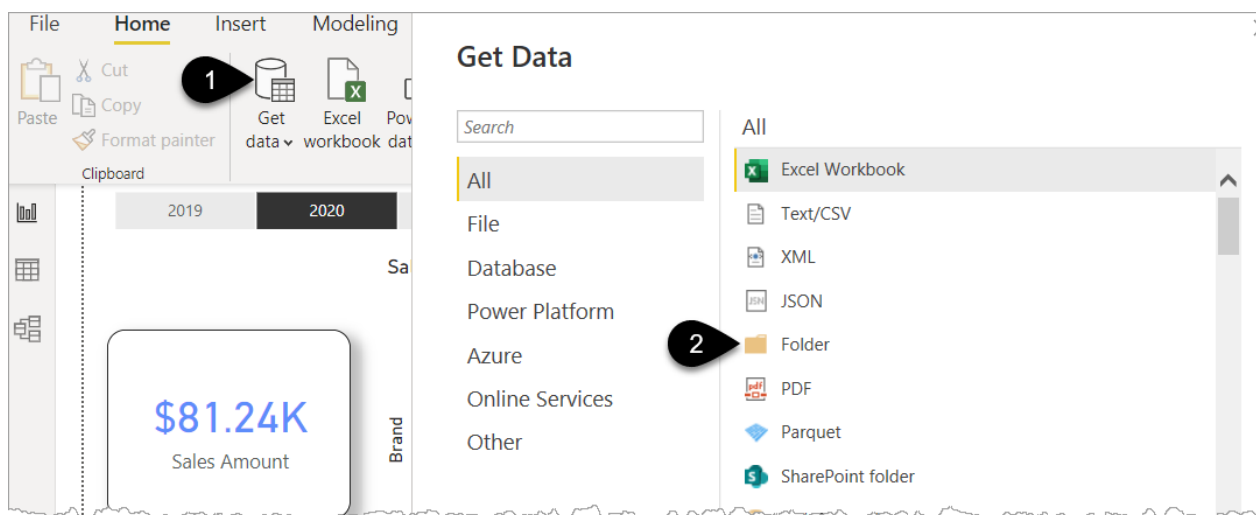 File Home Insert Modeling
Cut
Copy
Format painter
Paste
Get data
Excel workbook
Pov
dat
Clipboard
1
2019 2020
Sa
$81.24K
Sales Amount
Brand
Get Data
Search
All
File
Database
Power Platform
Azure
Online Services
Other
All
Excel Workbook
Text/CSV
XML
JSON
2
Folder
PDF
Parquet
SharePoint folder